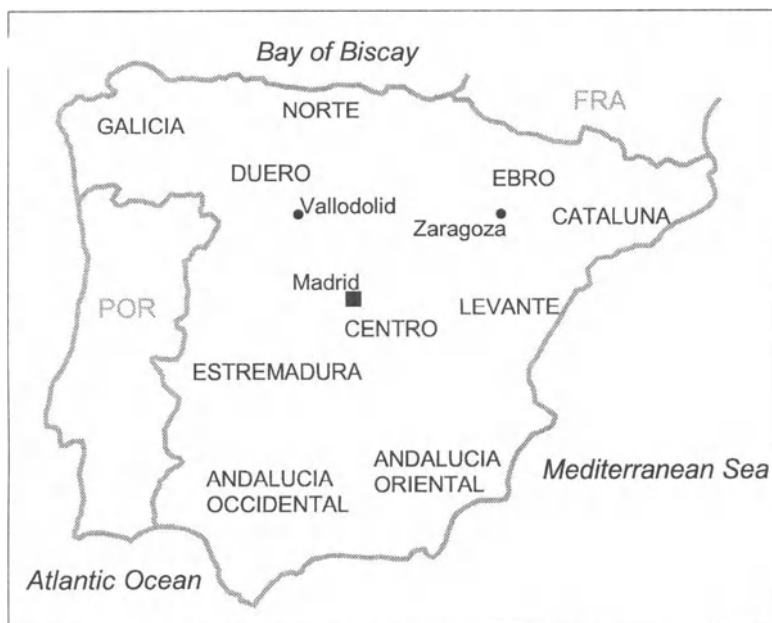 Bay of Biscay
NORTE
FRA
GALICIA
DUERO
EBRO
Vallodolid
Zaragoza
CATALUNA
Madrid
POR
LEVANTE
CENTRO
ESTREMADURA
ANDALUCIA
OCCIDENTAL
ANDALUCIA
ORIENTAL
Mediterranean Sea
Atlantic Ocean